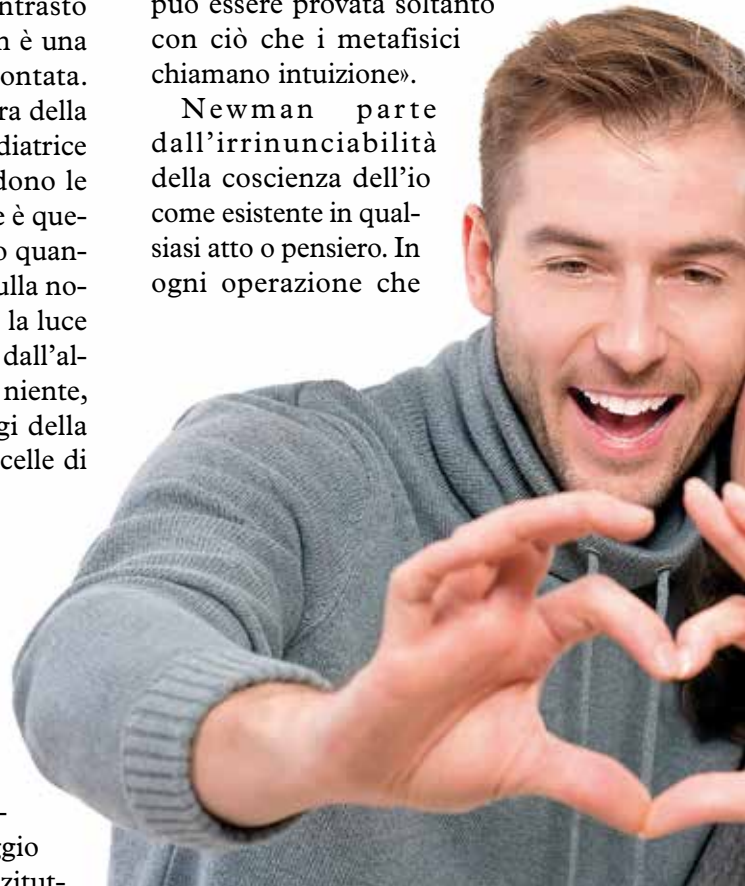 ntrasto
n è una
ontata.
ra della
diatrice
dono le
e è que-
o quan-
ulla no-
la luce
dall'al-
niente,
gi della
celle di
-
ggio
zitut-
può essere provata soltanto
con ciò che i metafisici
chiamano intuizione».
Newman parte
dall'irrinunciabilità
della coscienza dell'io
come esistente in qual-
siasi atto o pensiero. In
ogni operazione che